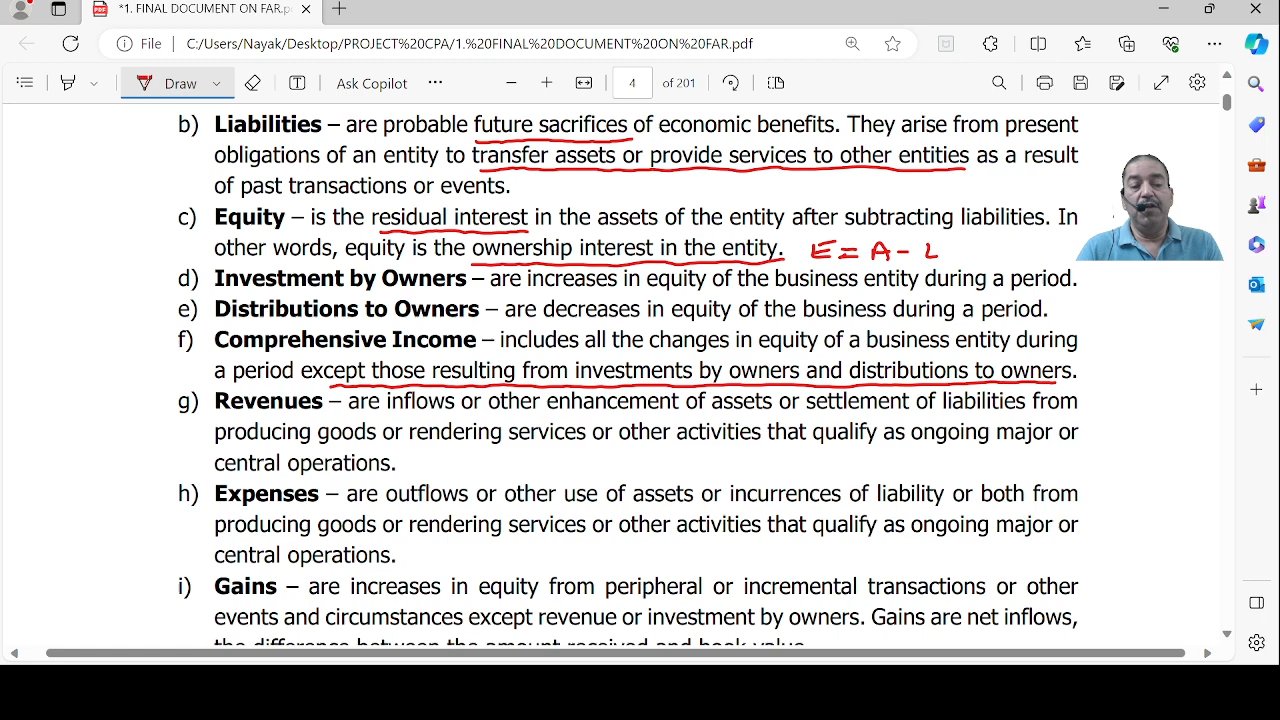 *1. FINAL DOCUMENT ON FAR.p
File C:/Users/Nayak/Desktop/PROJECT%20CPA/1.%20FINAL%20DOCUMENT%20ON%20FAR.pdf
Draw Ask Copilot 4 of 201
b) Liabilities – are probable future sacrifices of economic benefits. They arise from present
obligations of an entity to transfer assets or provide services to other entities as a result
of past transactions or events.
c) Equity – is the residual interest in the assets of the entity after subtracting liabilities. In
other words, equity is the ownership interest in the entity. E = A - L
d) Investment by Owners – are increases in equity of the business entity during a period.
e) Distributions to Owners – are decreases in equity of the business during a period.
f) Comprehensive Income – includes all the changes in equity of a business entity during
a period except those resulting from investments by owners and distributions to owners.
g) Revenues – are inflows or other enhancement of assets or settlement of liabilities from
producing goods or rendering services or other activities that qualify as ongoing major or
central operations.
h) Expenses – are outflows or other use of assets or incurrences of liability or both from
producing goods or rendering services or other activities that qualify as ongoing major or
central operations.
i) Gains – are increases in equity from peripheral or incremental transactions or other
events and circumstances except revenue or investment by owners. Gains are net inflows,
the difference between the amount received and book value.